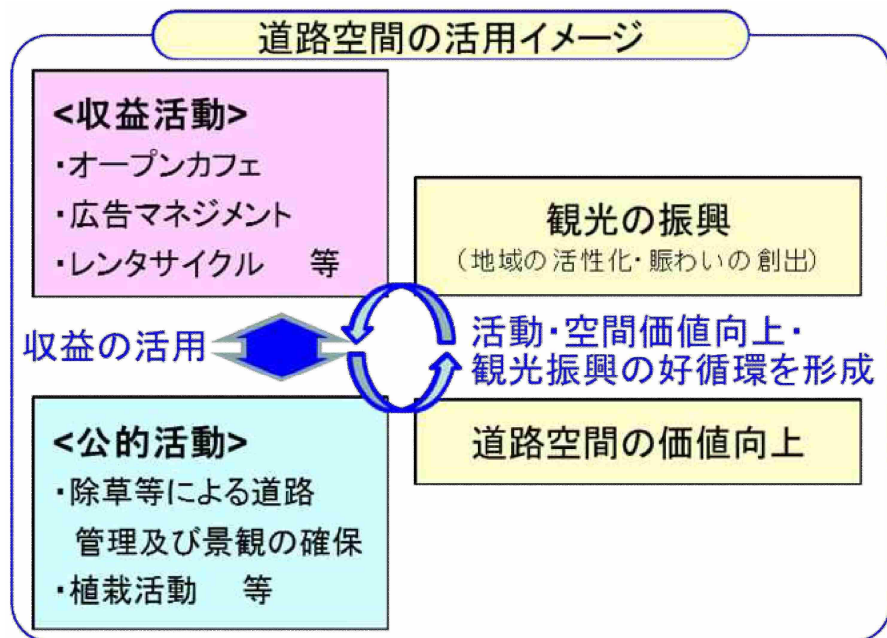 道路空間の活用イメージ
<収益活動>
・オープンカフェ
・広告マネジメント
・レンタサイクル　等
観光の振興
（地域の活性化・賑わいの創出）
収益の活用
活動・空間価値向上・
観光振興の好循環を形成
<公的活動>
・除草等による道路
管理及び景観の確保
・植栽活動　等
道路空間の価値向上